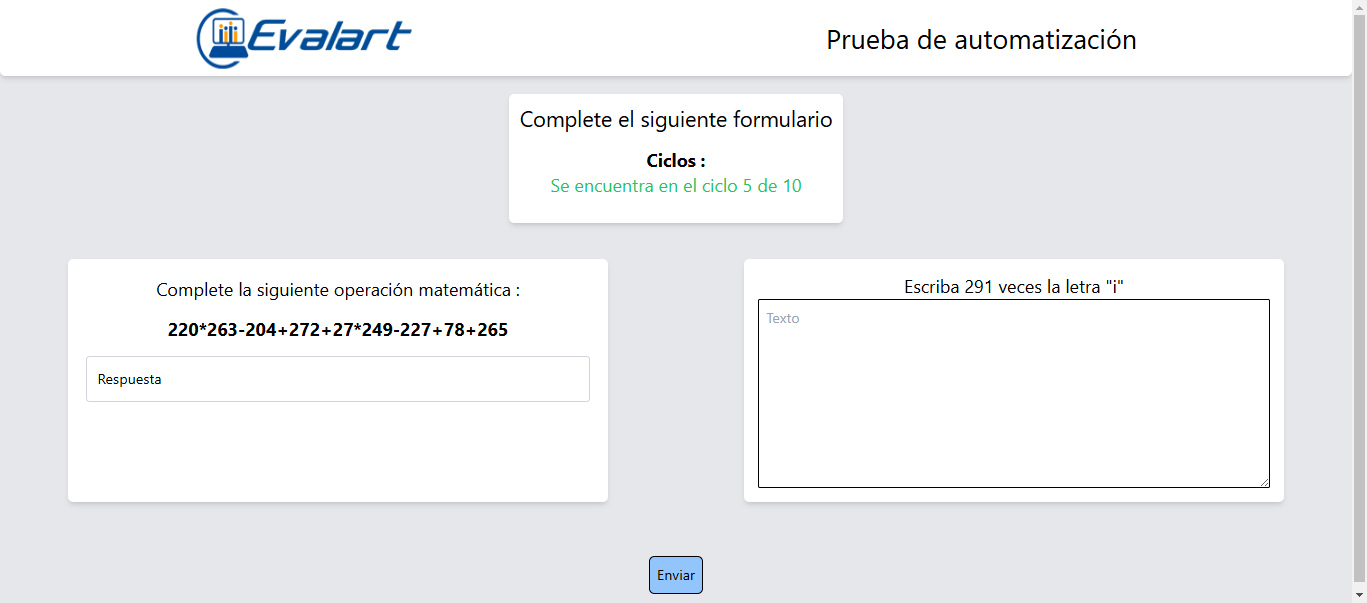 Evalart
Prueba de automatización
Complete el siguiente formulario
Ciclos :
Se encuentra en el ciclo 5 de 10
Complete la siguiente operación matemática :
220*263-204+272+27*249-227+78+265
Respuesta
Escriba 291 veces la letra "i"
Texto
Enviar